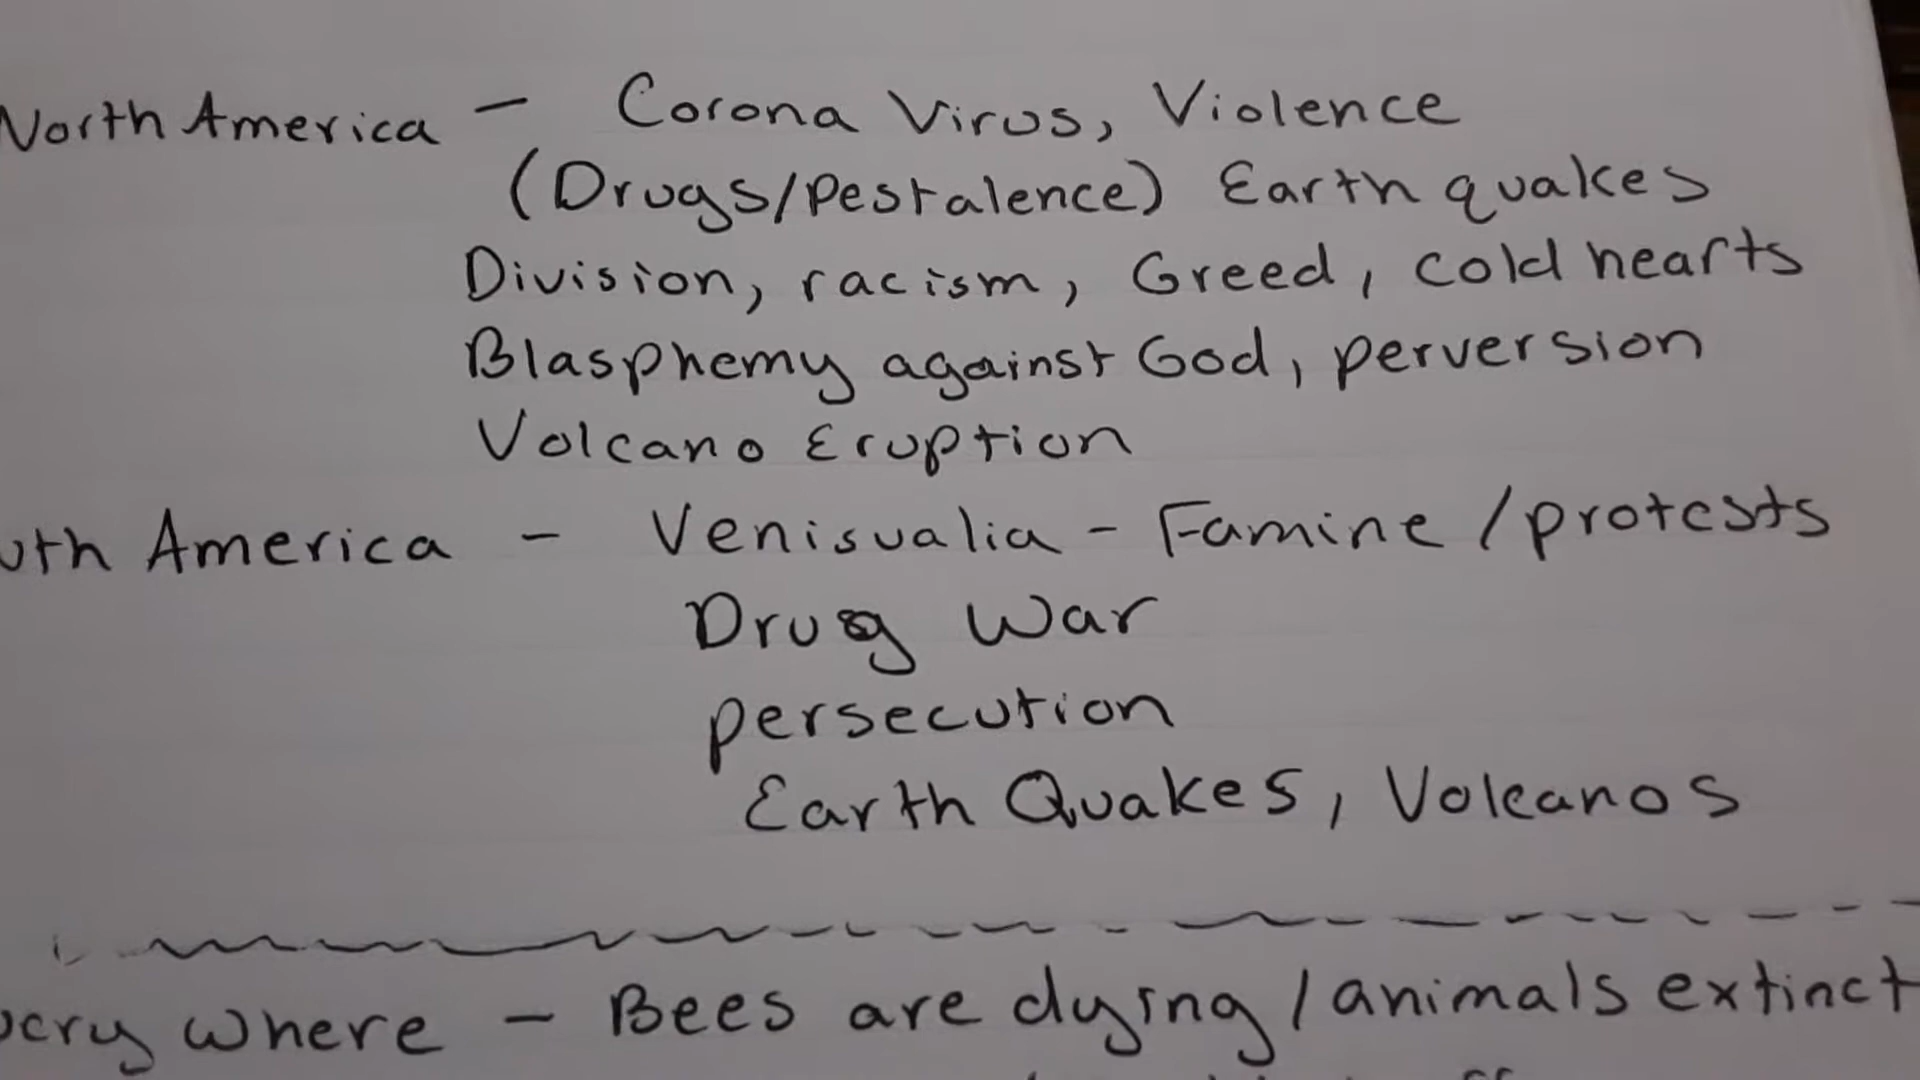 North America - Corona Virus, Violence
(Drugs/Pestalence) Earth quakes
Division, racism, Greed, cold hearts
Blasphemy against God, perversion
Volcano Eruption
uth America - Venisualia - Famine / protests
Drug War
persecution
Earth Quakes, Volcanos
very where - Bees are dying / animals extinct